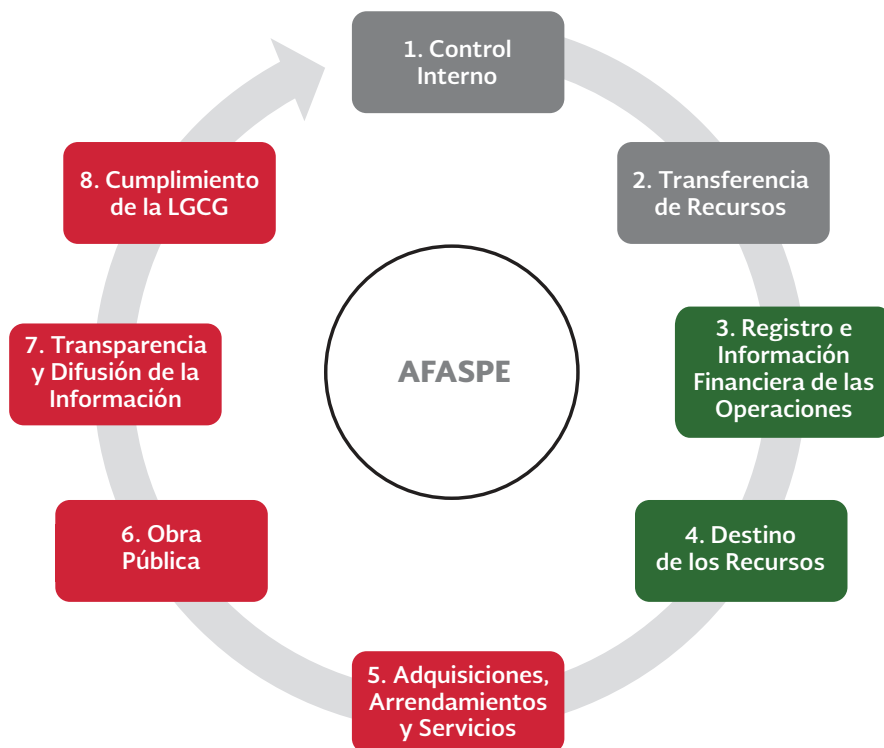 1. Control
Interno
2. Transferencia
de Recursos
3. Registro e
Información
Financiera de las
Operaciones
4. Destino
de los Recursos
5. Adquisiciones,
Arrendamientos
y Servicios
6. Obra
Pública
7. Transparencia
y Difusión de la
Información
8. Cumplimiento
de la LGCG
AFASPE